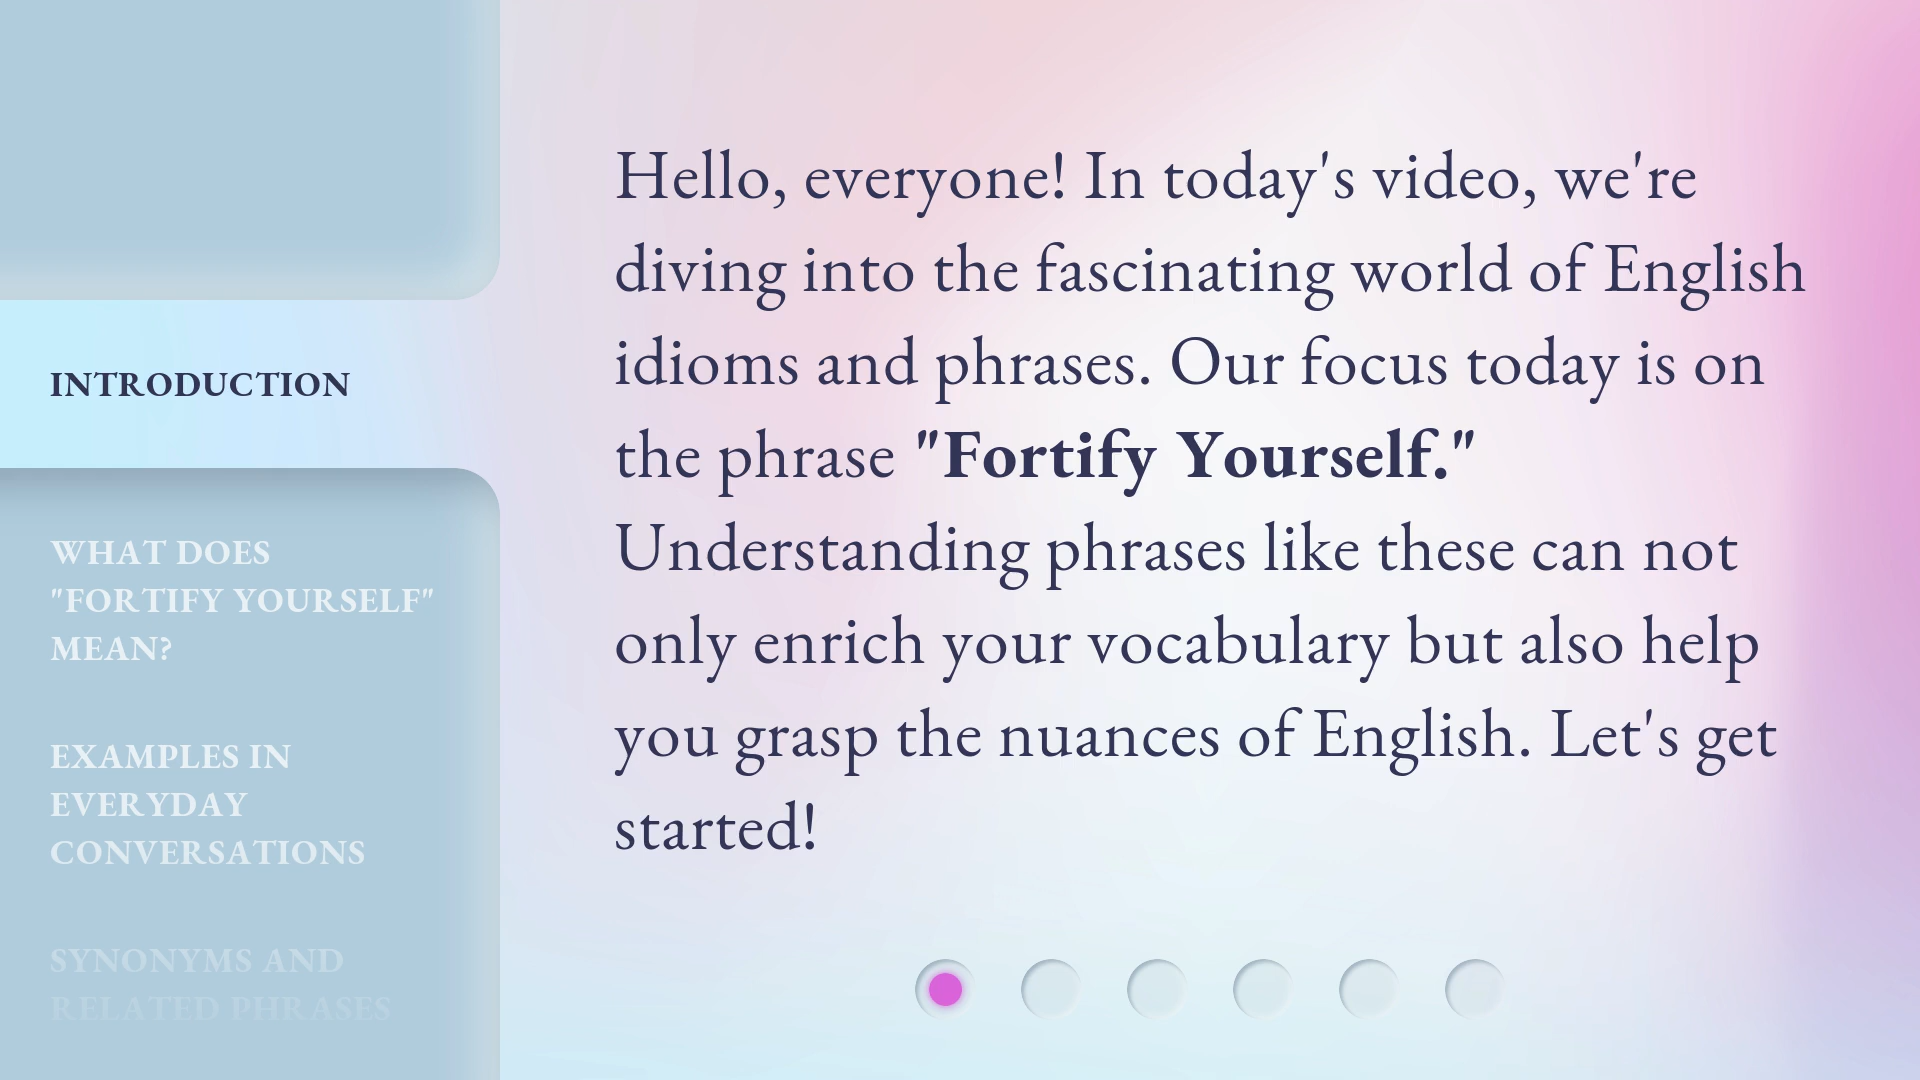 INTRODUCTION
WHAT DOES
"FORTIFY YOURSELF"
MEAN?
EXAMPLES IN
EVERYDAY
CONVERSATIONS
SYNONYMS AND
RELATED PHRASES
Hello, everyone! In today's video, we're
diving into the fascinating world of English
idioms and phrases. Our focus today is on
the phrase "Fortify Yourself."
Understanding phrases like these can not
only enrich your vocabulary but also help
you grasp the nuances of English. Let's get
started!